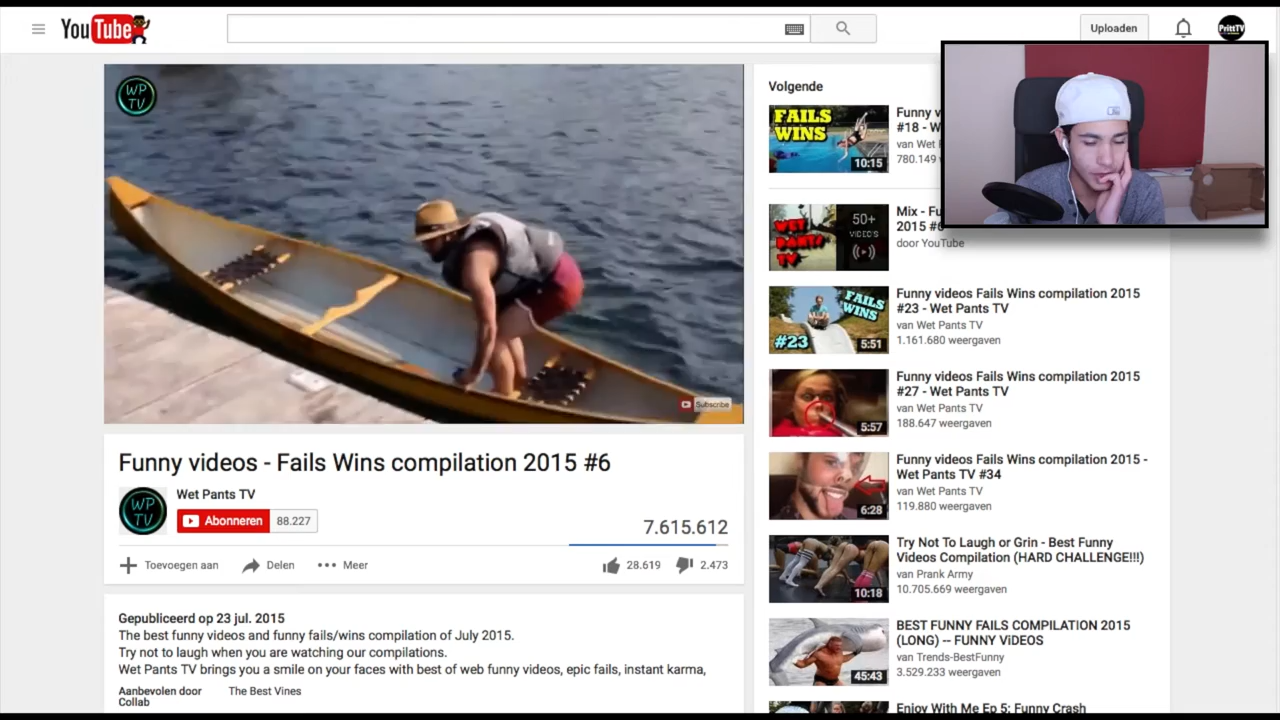 YouTube
Uploaden
PrittTV
WP
TV
Subscribe
Funny videos - Fails Wins compilation 2015 #6
WP
TV
Wet Pants TV
Abonneren 88.227
7.615.612
Toevoegen aan Delen Meer 28.619 2.473
Gepubliceerd op 23 jul. 2015
The best funny videos and funny fails/wins compilation of July 2015.
Try not to laugh when you are watching our compilations.
Wet Pants TV brings you a smile on your faces with best of web funny videos, epic fails, instant karma,
Aanbevolen door The Best Vines
Collab
Volgende
FAILS
WINS
10:15
Funny
#18 - W
van Wet
780.149
WET
PANTS
TV
50+
VIDEO'S
Mix - Fu
2015 #6
door YouTube
FAILS
WINS
#23
5:51
Funny videos Fails Wins compilation 2015
#23 - Wet Pants TV
van Wet Pants TV
1.161.680 weergaven
5:57
Funny videos Fails Wins compilation 2015
#27 - Wet Pants TV
van Wet Pants TV
188.647 weergaven
6:28
Funny videos Fails Wins compilation 2015 -
Wet Pants TV #34
van Wet Pants TV
119.880 weergaven
10:18
Try Not To Laugh or Grin - Best Funny
Videos Compilation (HARD CHALLENGE!!!)
van Prank Army
10.705.669 weergaven
45:43
BEST FUNNY FAILS COMPILATION 2015
(LONG) -- FUNNY ViDEOS
van Trends-BestFunny
3.529.233 weergaven
Enjoy With Me Ep 5: Funny Crash